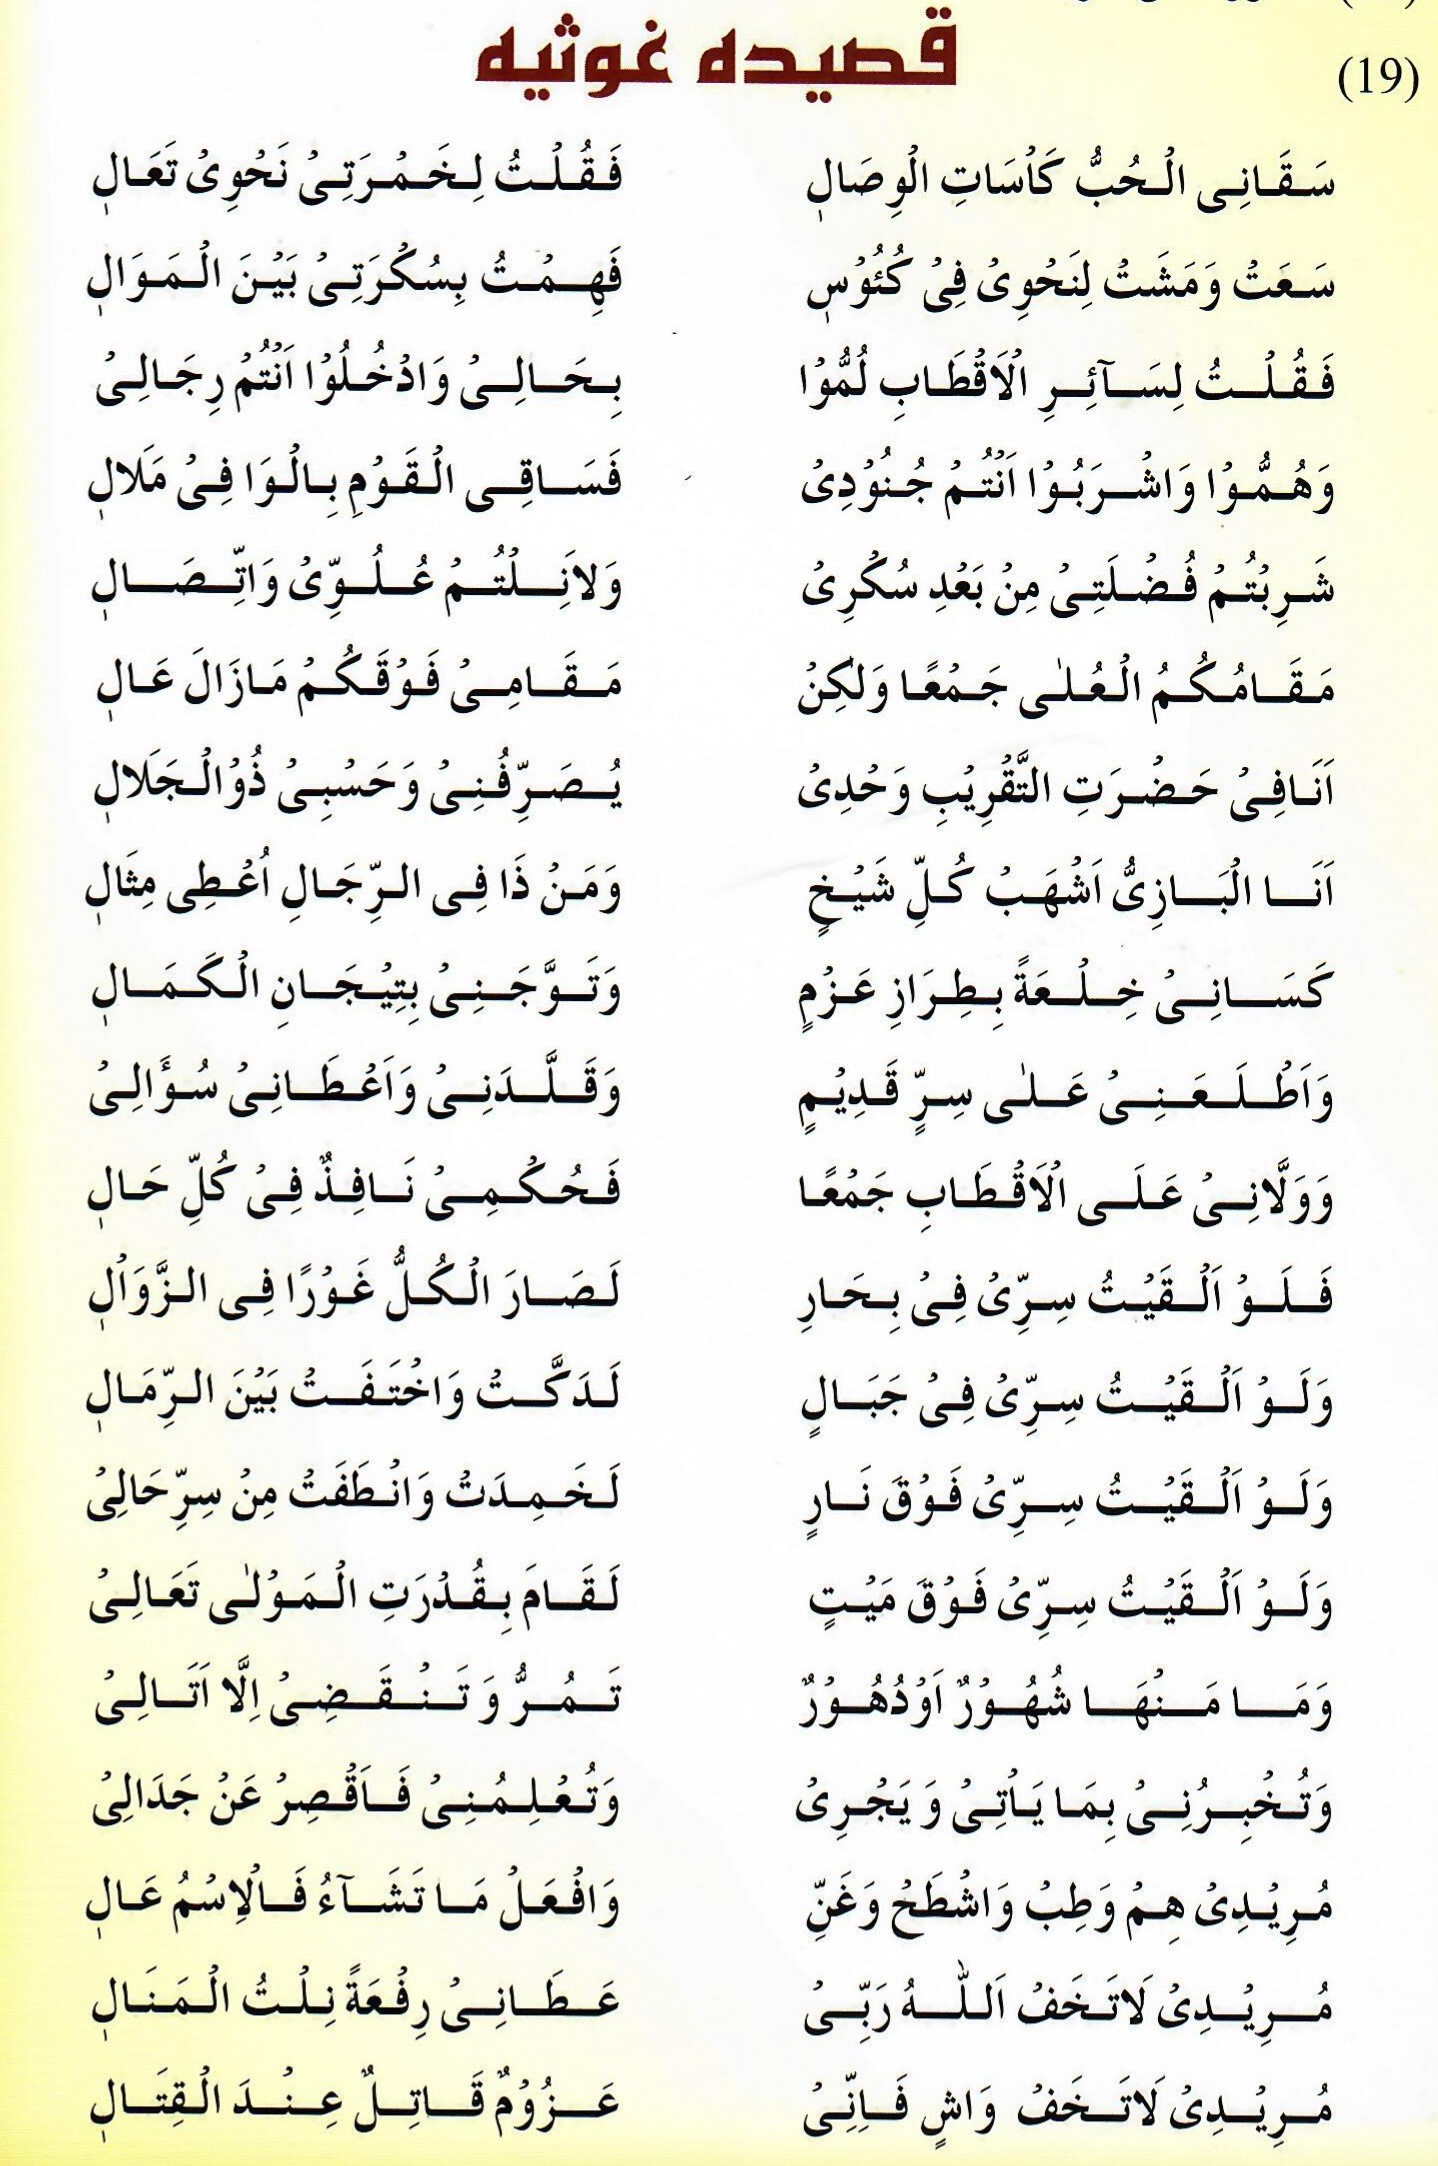 قصیده غوثیه
(19)
سَقَانِی الْحُبُّ كَاْسَاتِ الْوِصَالٖ فَقُلْتُ لِخَمْرَتِیْ نَحْوِیْ تَعَالٖ
سَعَتْ وَمَشَتْ لِنَحْوِیْ فِیْ كُئُوْسٖ فَهِمْتُ بِسُكْرَتِیْ بَیْنَ الْمَوَالٖ
فَقُلْتُ لِسَآئِرِ الْاَقْطَابِ لُمُّوْا بِحَالِیْ وَادْخُلُوْا اَنْتُمْ رِجَالِیْ
وَهُمُّوْا وَاشْرَبُوْا اَنْتُمْ جُنُوْدِیْ فَسَاقِی الْقَوْمِ بِالْوَا فِیْ مَلَالٖ
شَرِبْتُمْ فُضْلَتِیْ مِنْ بَعْدِ سُكْرِیْ وَلَانِلْتُمْ عُلُوِّیْ وَاتِّصَالٖ
مَقَامُكُمُ الْعُلٰی جَمْعًا وَلٰكِنْ مَقَامِیْ فَوْقَكُمْ مَازَالَ عَالٖ
اَنَافِیْ حَضْرَتِ التَّقْرِیْبِ وَحْدِیْ یُصَرِّفُنِیْ وَحَسْبِیْ ذُوْالْجَلَالٖ
اَنَا الْبَازِیُّ اَشْهَبْ كُلِّ شَیْخٍ وَمَنْ ذَا فِی الرِّجَالِ اُعْطِی مِثَالٖ
كَسَانِیْ خِلْعَةً بِطِرَازِ عَزْمٍ وَتَوَّجَنِیْ بِتِیْجَانِ الْكَمَالٖ
وَاَطْلَعَنِیْ عَلٰی سِرٍّ قَدِیْمٍ وَقَلَّدَنِیْ وَاَعْطَانِیْ سُؤَالِیْ
وَوَلَّانِیْ عَلَی الْاَقْطَابِ جَمْعًا فَحُكْمِیْ نَافِذٌ فِیْ كُلِّ حَالٖ
فَلَوْ اَلْقَیْتُ سِرِّیْ فِیْ بِحَارِ لَصَارَ الْكُلُّ غَوْرًا فِی الزَّوَالٖ
وَلَوْ اَلْقَیْتُ سِرِّیْ فِیْ جَبَالٍ لَدَكَّتْ وَاخْتَفَتْ بَیْنَ الرِّمَالٖ
وَلَوْ اَلْقَیْتُ سِرِّیْ فَوْقَ نَارٍ لَخَمِدَتْ وَانْطَفَتْ مِنْ سِرِّحَالِیْ
وَلَوْ اَلْقَیْتُ سِرِّیْ فَوْقَ مَیْتٍ لَقَامَ بِقُدْرَتِ الْمَوْلٰی تَعَالِیْ
وَمَا مَنْهَا شُهُوْرٌ اَوْدُهُوْرٌ تَمُرُّ وَ تَنْقَضِیْ اِلَّا اَتَالِیْ
وَتُخْبِرُنِیْ بِمَا یَاْتِیْ وَ یَجْرِیْ وَتُعْلِمُنِیْ فَاَقْصِرْ عَنْ جَدَالِیْ
مُرِیْدِیْ هِمْ وَطِبْ وَاشْطَحْ وَغَنِّ وَافْعَلْ مَا تَشَآءُ فَالْاِسْمُ عَالٖ
مُرِیْدِیْ لَاتَخَفْ اَللّٰهُ رَبِّیْ عَطَانِیْ رِفْعَةً نِلْتُ الْمَنَالٖ
مُرِیْدِیْ لَاتَخَفْ وَاشٍ فَاِنِّیْ عَزُوْمٌ قَاتِلٌ عِنْدَ الْقِتَالٖ